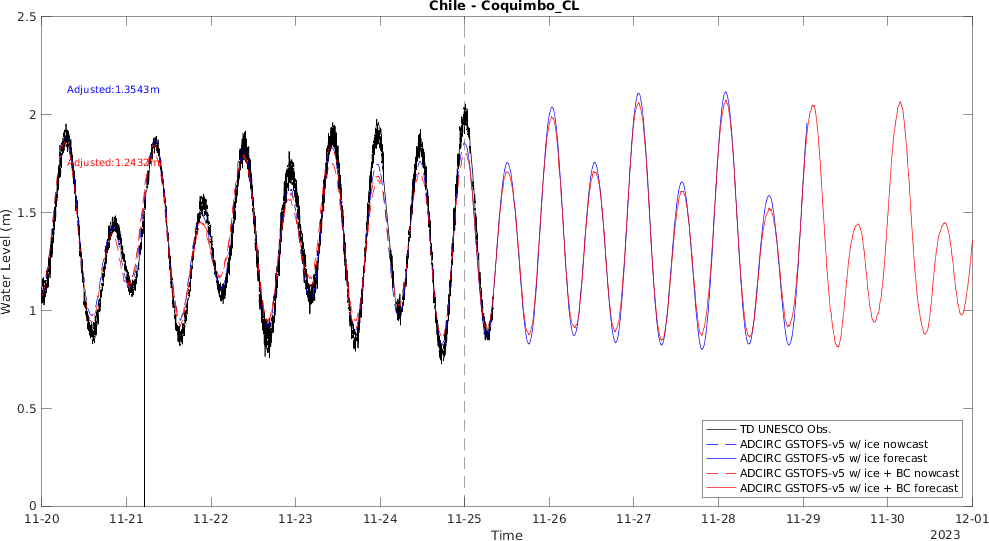 Chile - Coquimbo_CL
2.5
2
1.5
1
0.5
0
Water Level (m)
Adjusted:1.3543m
Adjusted:1.2432m
TD UNESCO Obs.
ADCIRC GSTOFS-v5 w/ ice nowcast
ADCIRC GSTOFS-v5 w/ ice forecast
ADCIRC GSTOFS-v5 w/ ice + BC nowcast
ADCIRC GSTOFS-v5 w/ ice + BC forecast
11-20 11-21 11-22 11-23 11-24 11-25 11-26 11-27 11-28 11-29 11-30 12-01
Time
2023